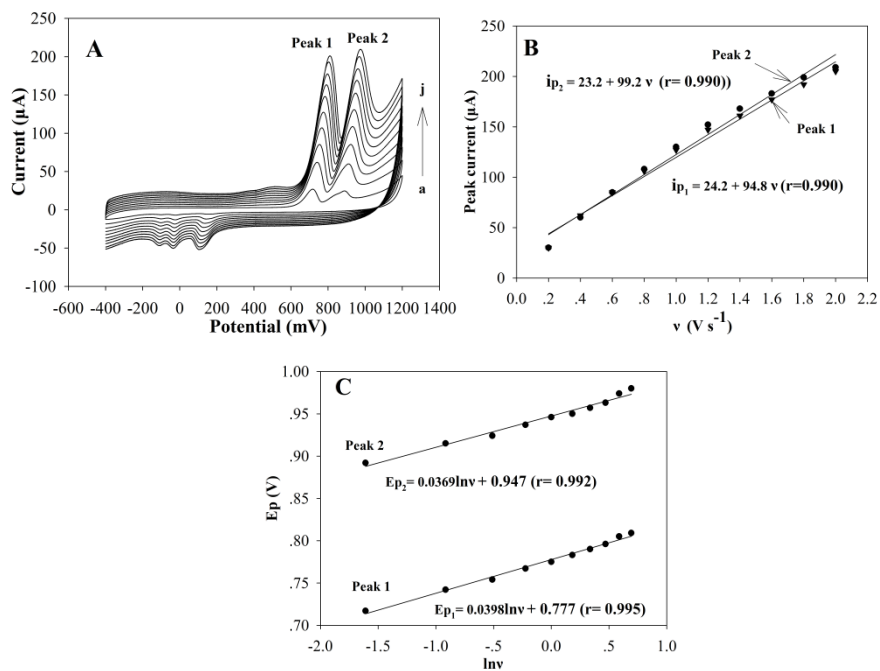 A
Peak 1
Peak 2
j
a
Current (µA)
250
200
150
100
50
0
-50
-100
-600 -400 -200 0 200 400 600 800 1000 1200 1400
Potential (mV)
B
Peak 2
ip2 = 23.2 + 99.2 ν (r= 0.990))
Peak 1
ip1 = 24.2 + 94.8 ν (r=0.990)
Peak current (µA)
250
200
150
100
50
0
0.0 .2 .4 .6 .8 1.0 1.2 1.4 1.6 1.8 2.0 2.2
ν (V s-1)
C
Peak 2
Ep2= 0.0369lnν + 0.947 (r= 0.992)
Peak 1
Ep1= 0.0398lnν + 0.777 (r= 0.995)
Ep (V)
1.00
.95
.90
.85
.80
.75
.70
-2.0 -1.5 -1.0 -.5 0.0 .5 1.0
lnν